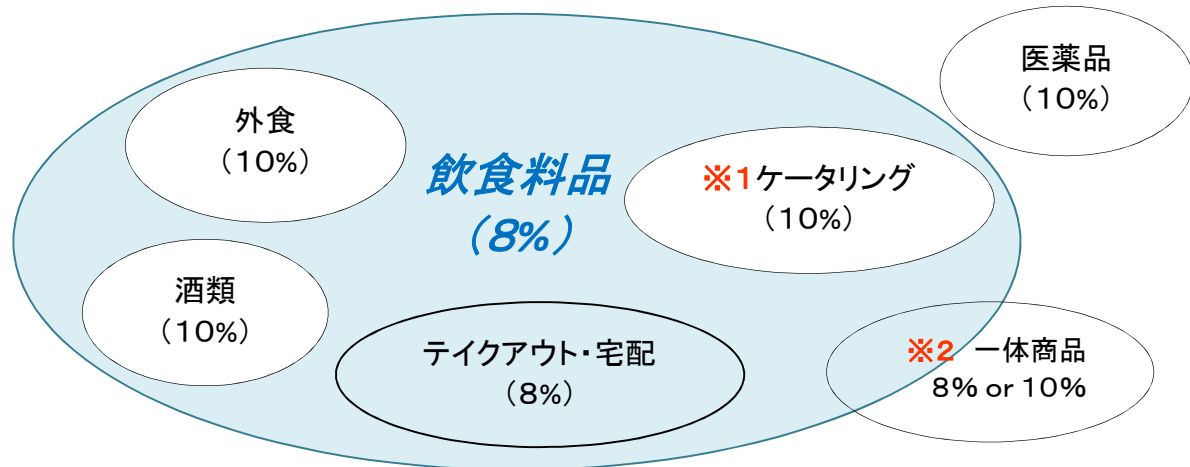 医薬品
（10%）
外食
（10%）
飲食料品
（8%）
※1ケータリング
（10%）
酒類
（10%）
テイクアウト・宅配
（8%）
※2 一体商品
8% or 10%